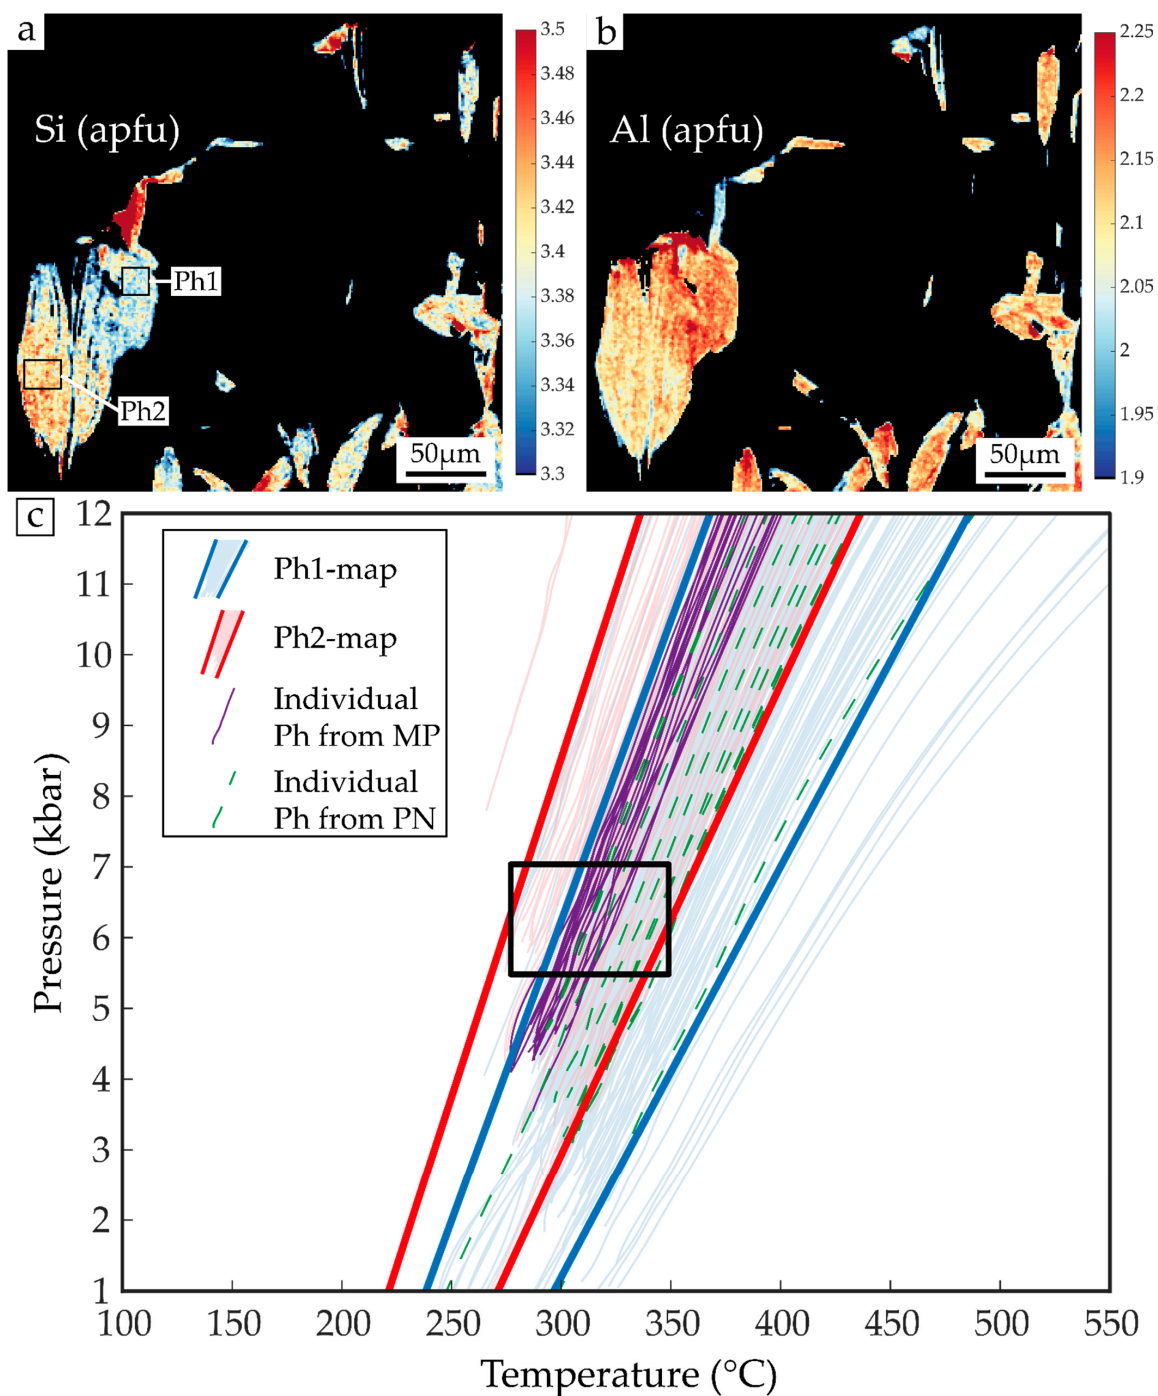 a
Si (apfu)
Ph1
Ph2
50µm
3.5
3.48
3.46
3.44
3.42
3.4
3.38
3.36
3.34
3.32
3.3
b
Al (apfu)
50µm
2.25
2.2
2.15
2.1
2.05
2
1.95
1.9
c
Ph1-map
Ph2-map
Individual
Ph from MP
Individual
Ph from PN
Pressure (kbar)
12
11
10
9
8
7
6
5
4
3
2
1
100 200 200 250 300 350 400 450 500 550
Temperature (°C)